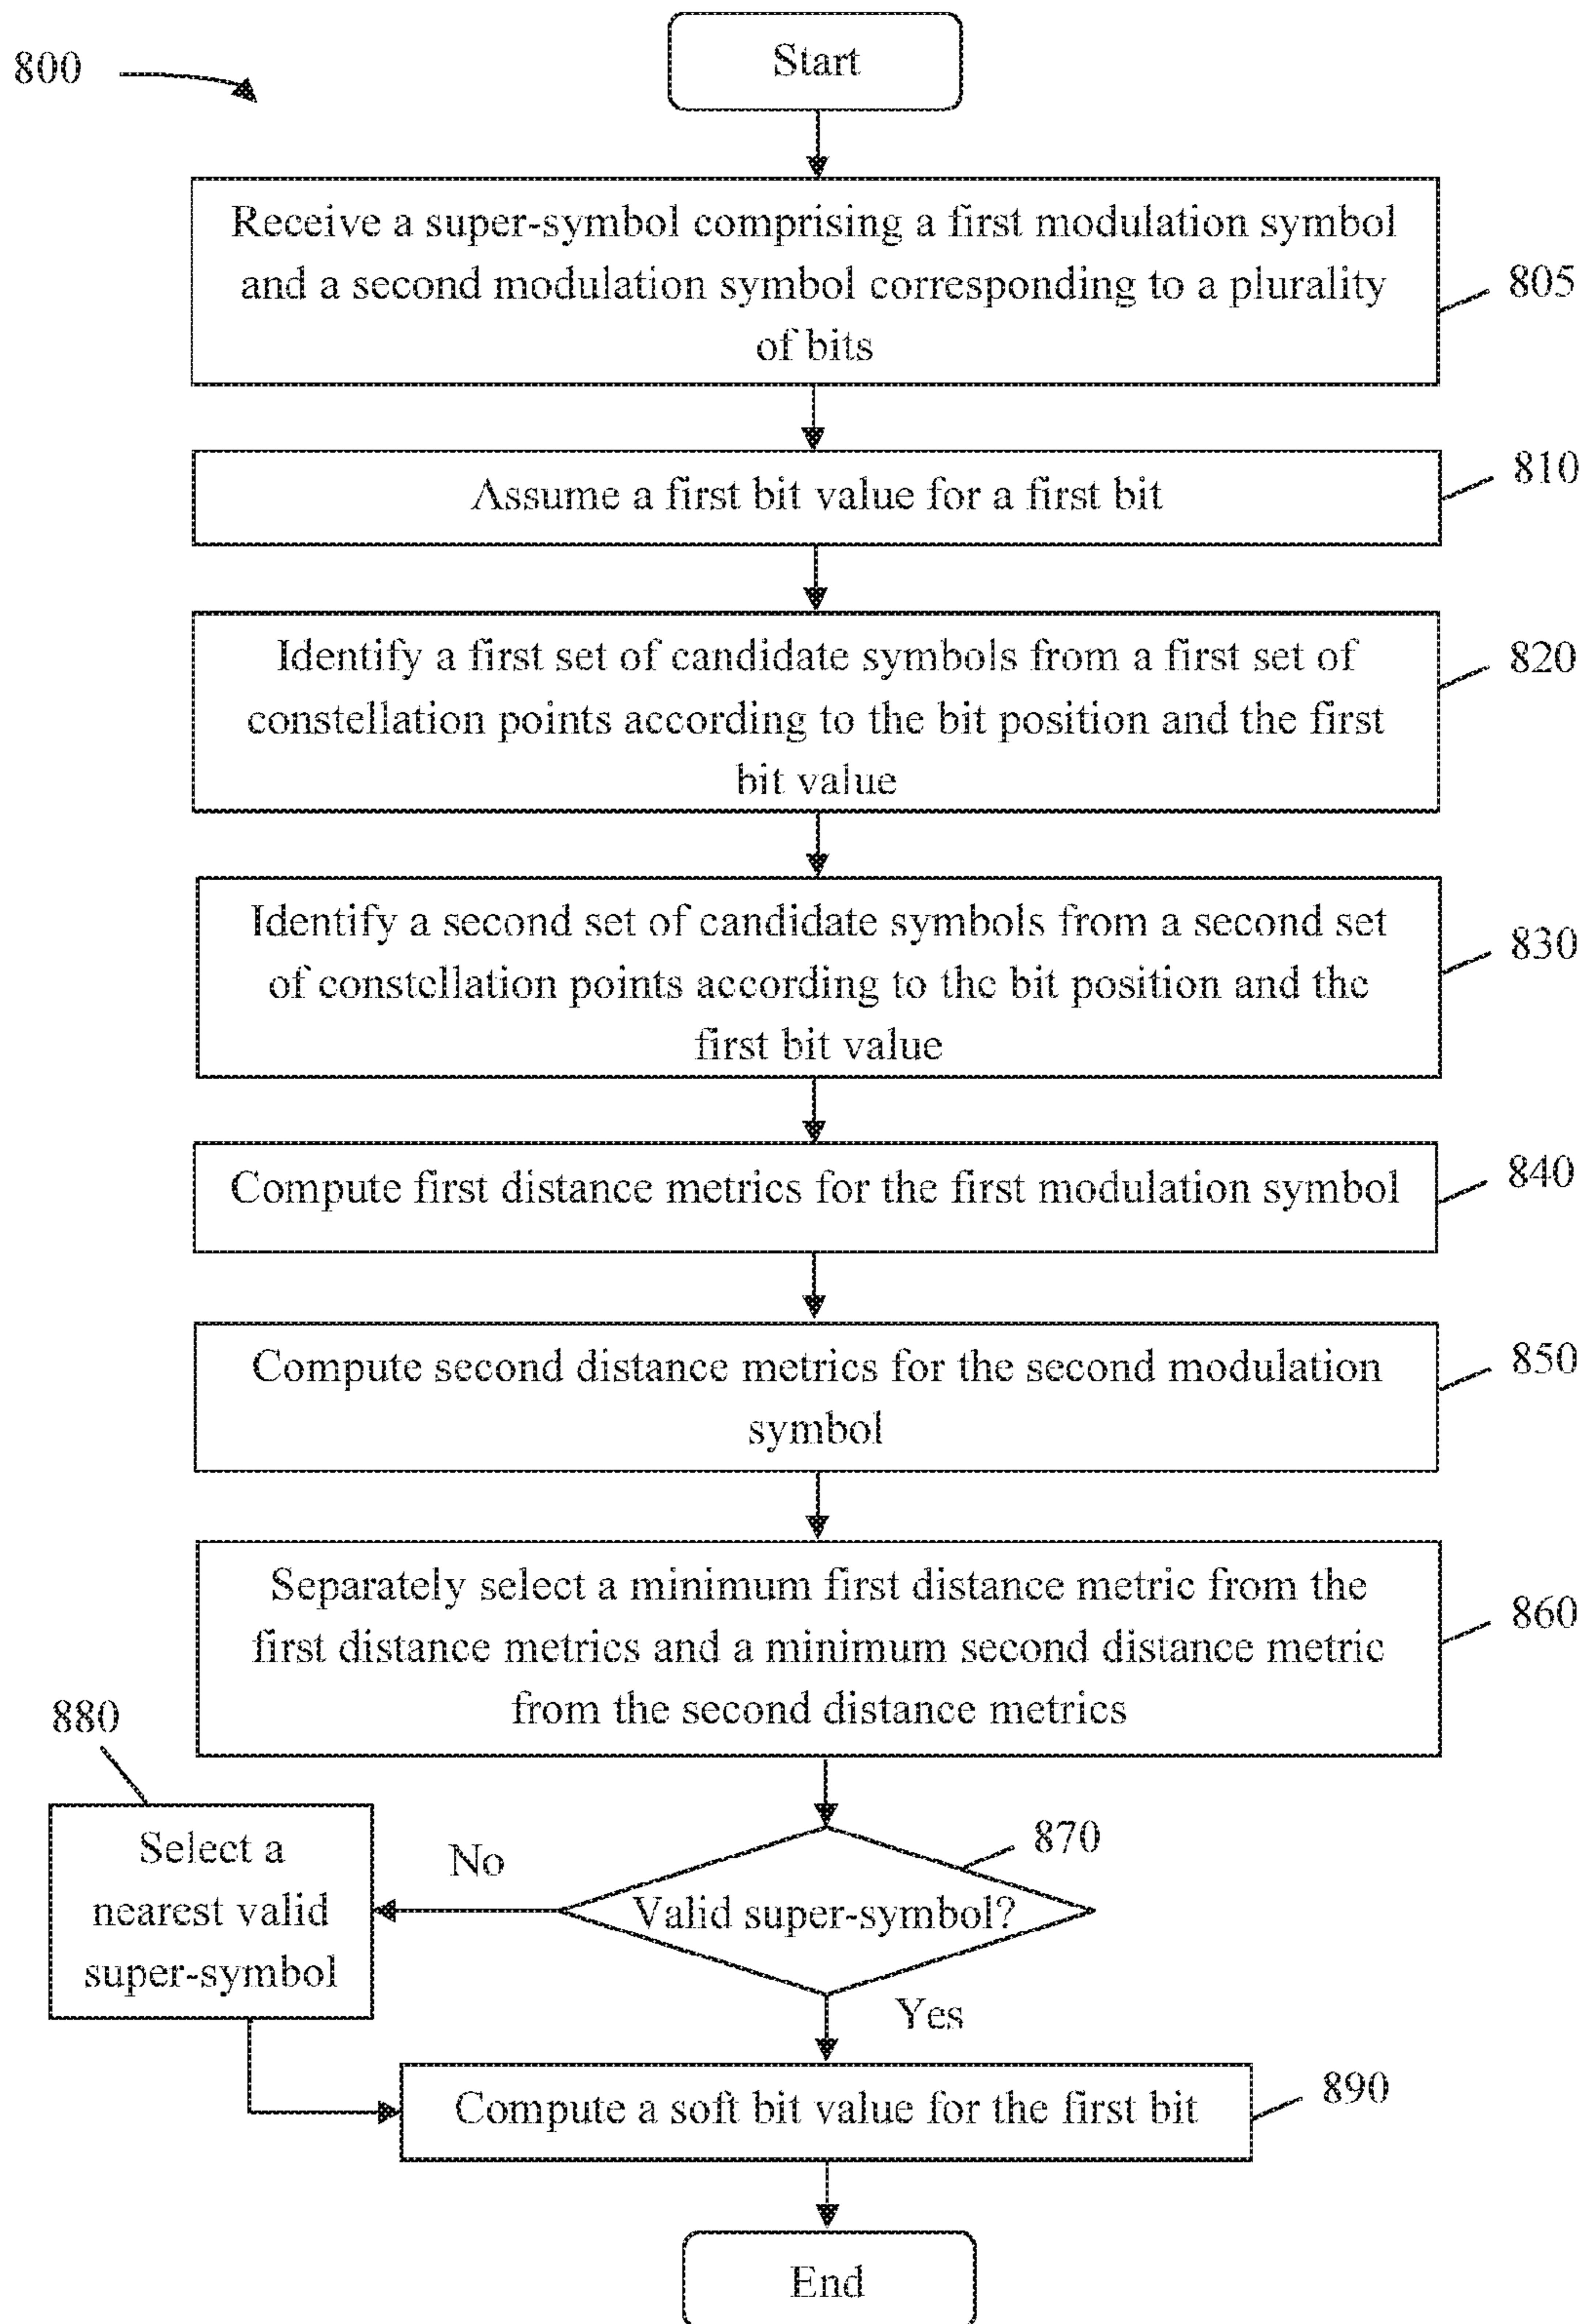 800
Start
Receive a super-symbol comprising a first modulation symbol
and a second modulation symbol corresponding to a plurality
of bits
805
Assume a first bit value for a first bit
810
Identify a first set of candidate symbols from a first set of
constellation points according to the bit position and the first
bit value
820
Identify a second set of candidate symbols from a second set
of constellation points according to the bit position and the
first bit value
830
Compute first distance metrics for the first modulation symbol
840
Compute second distance metrics for the second modulation
symbol
850
Separately select a minimum first distance metric from the
first distance metrics and a minimum second distance metric
from the second distance metrics
860
880
Select a
nearest valid
super-symbol
No
Valid super-symbol?
870
Yes
Compute a soft bit value for the first bit
890
End